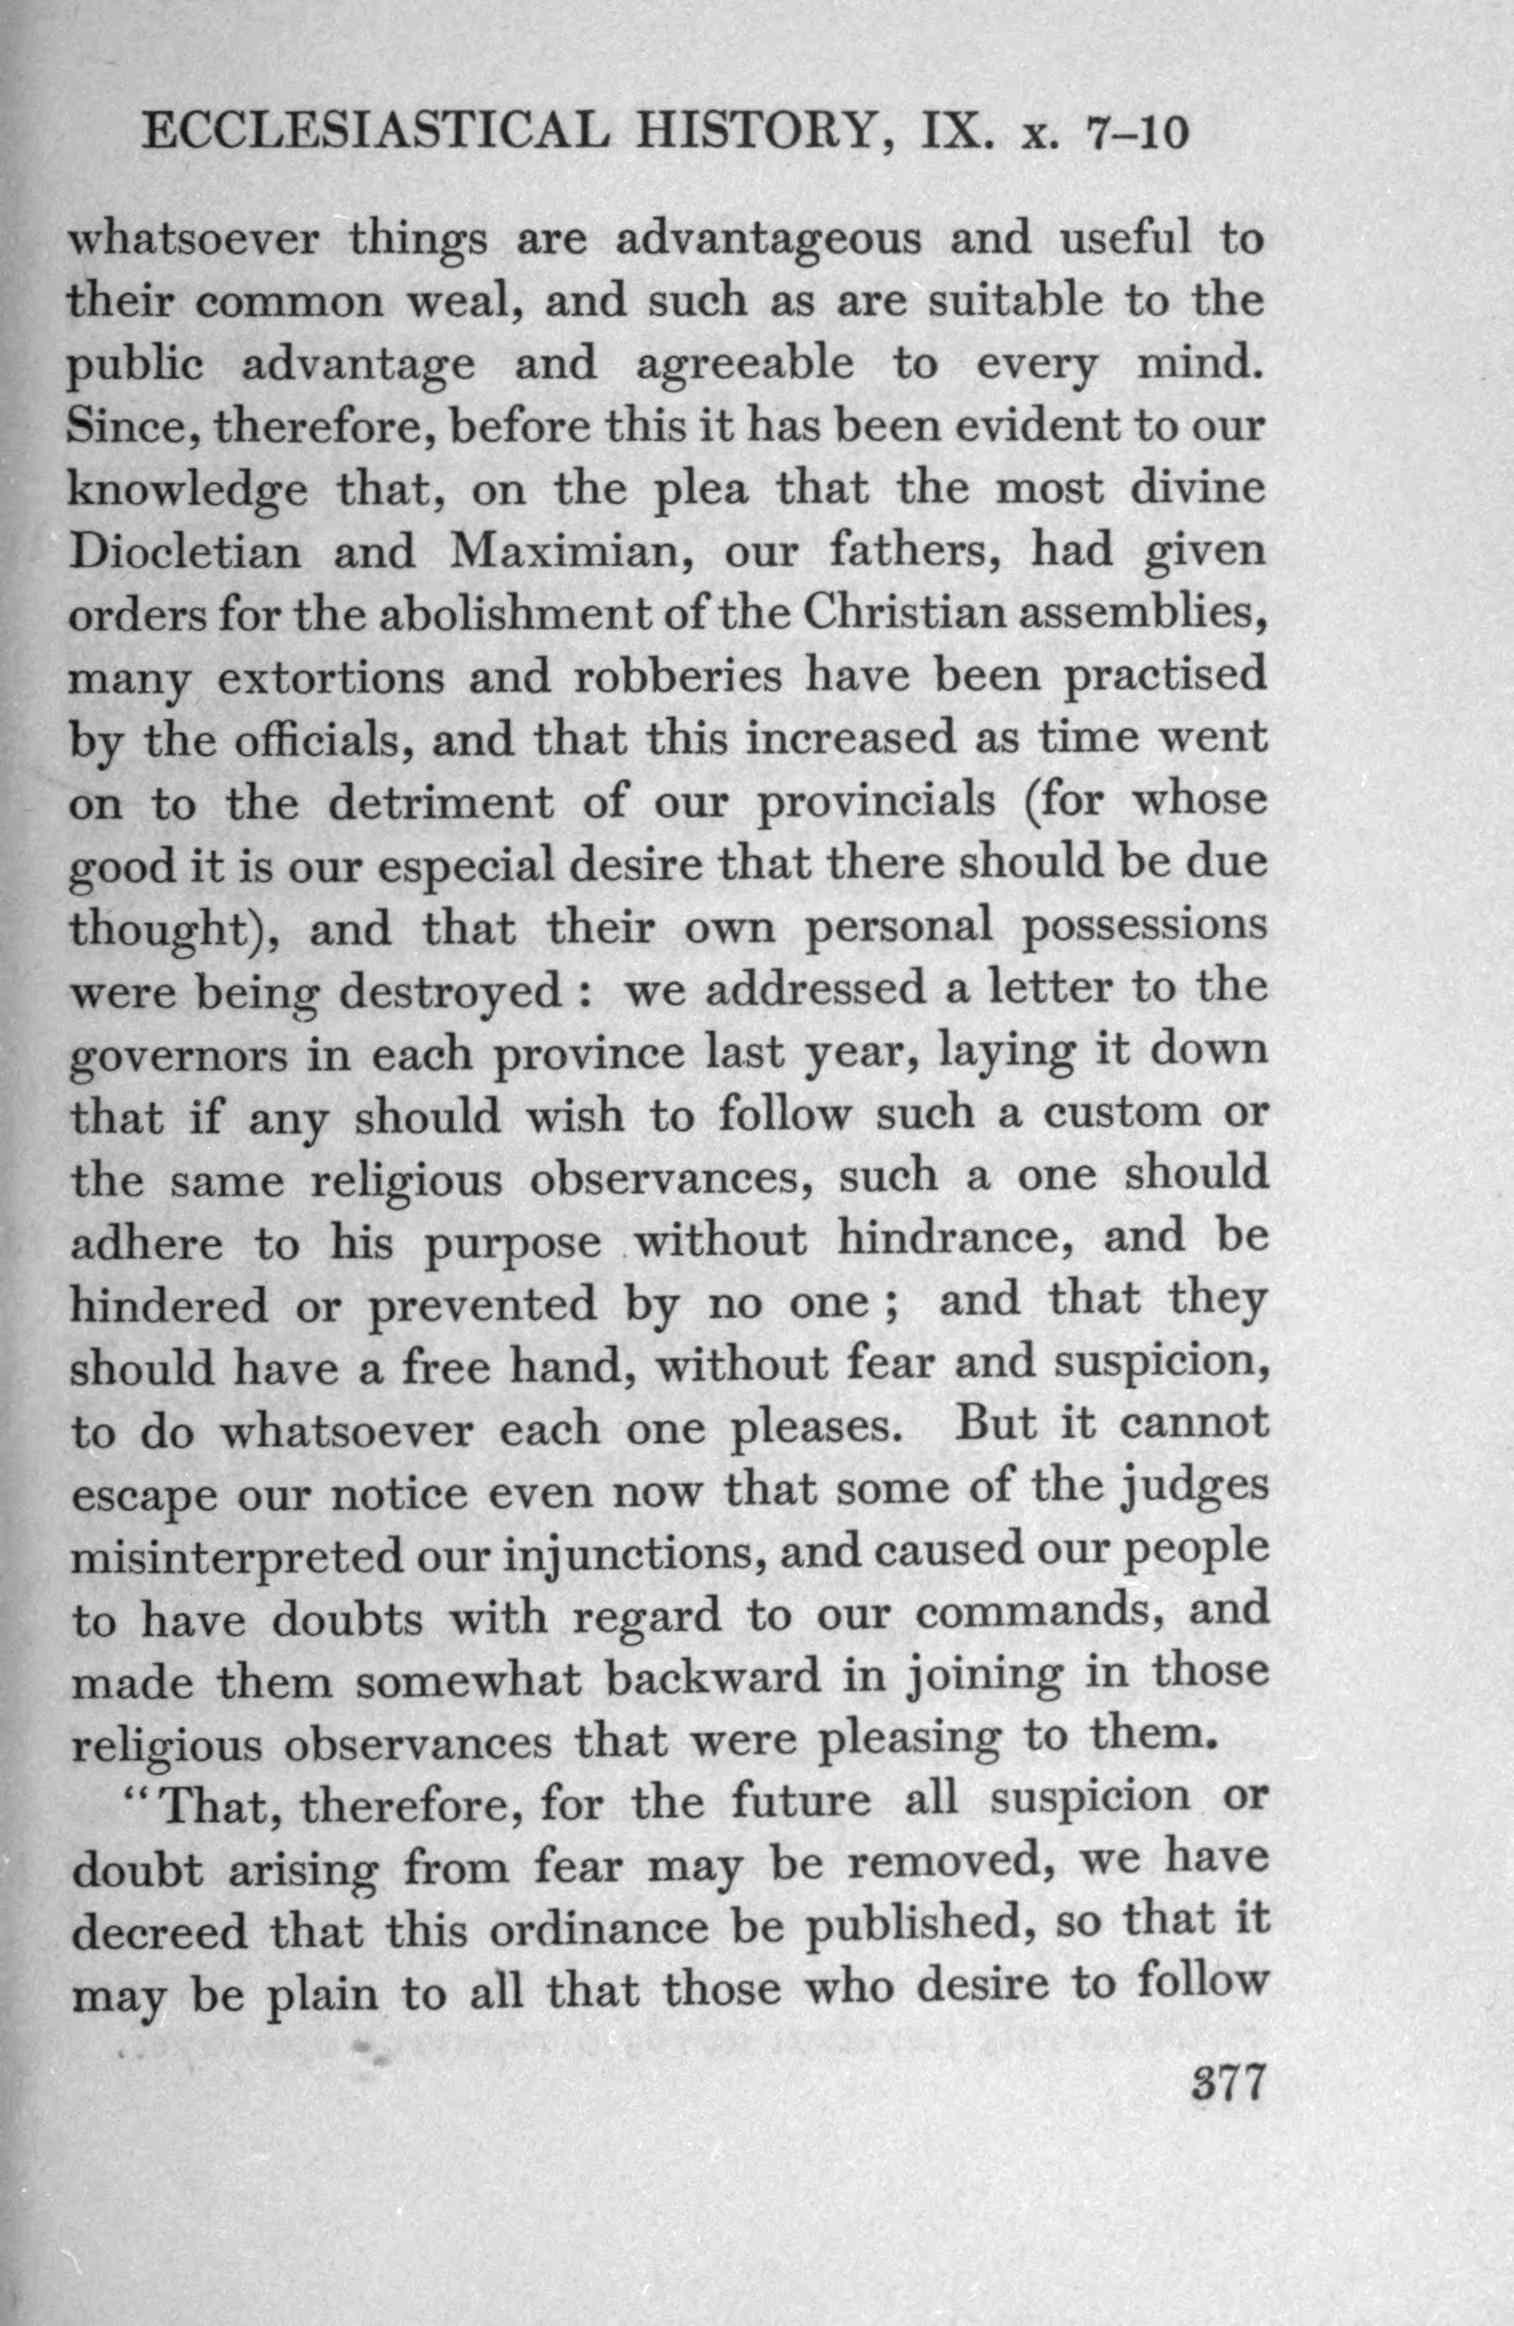 ECCLESIASTICAL HISTORY, IX. x. 7–10
whatsoever things are advantageous and useful to
their common weal, and such as are suitable to the
public advantage and agreeable to every mind.
Since, therefore, before this it has been evident to our
knowledge that, on the plea that the most divine
Diocletian and Maximian, our fathers, had given
orders for the abolishment of the Christian assemblies,
many extortions and robberies have been practised
by the officials, and that this increased as time went
on to the detriment of our provincials (for whose
good it is our especial desire that there should be due
thought), and that their own personal possessions
were being destroyed : we addressed a letter to the
governors in each province last year, laying it down
that if any should wish to follow such a custom or
the same religious observances, such a one should
adhere to his purpose without hindrance, and be
hindered or prevented by no one ; and that they
should have a free hand, without fear and suspicion,
to do whatsoever each one pleases. But it cannot
escape our notice even now that some of the judges
misinterpreted our injunctions, and caused our people
to have doubts with regard to our commands, and
made them somewhat backward in joining in those
religious observances that were pleasing to them.
“That, therefore, for the future all suspicion or
doubt arising from fear may be removed, we have
decreed that this ordinance be published, so that it
may be plain to all that those who desire to follow
377